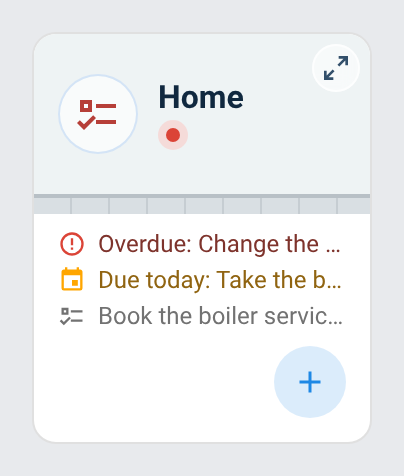 Home
Overdue: Change the ...
Due today: Take the b...
Book the boiler servic...